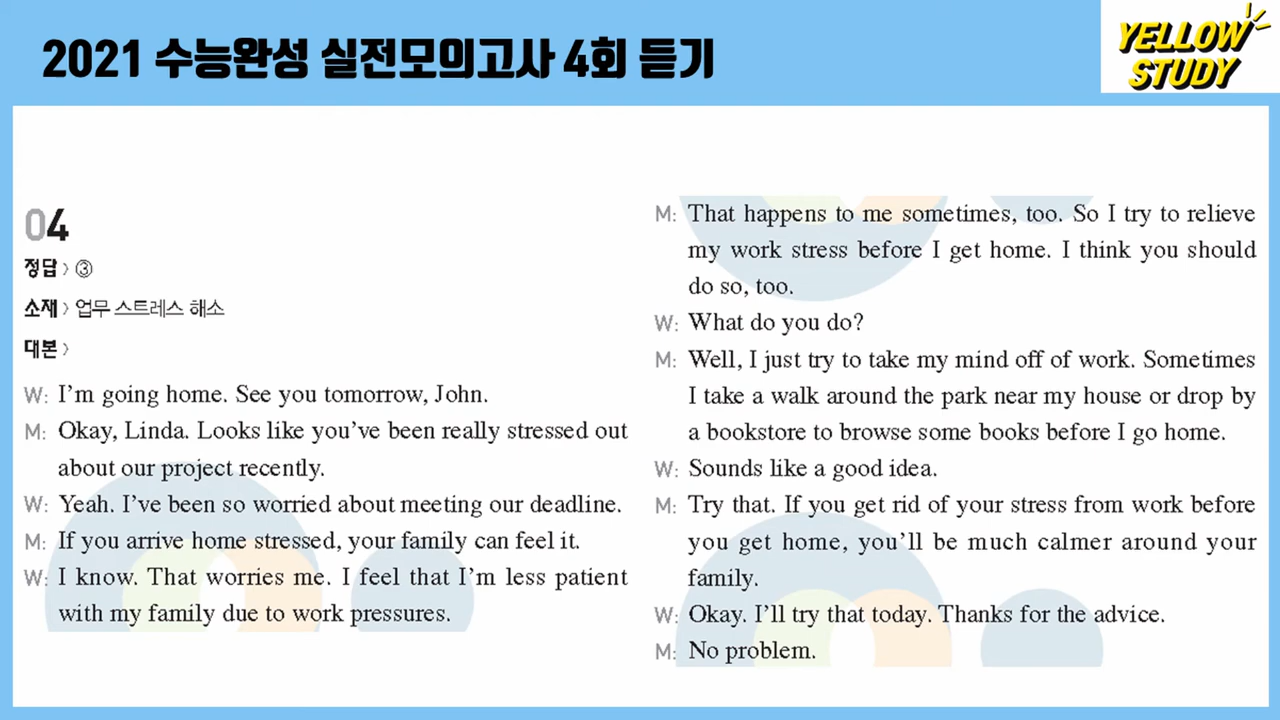 2021 수능완성 실전모의고사 4회 듣기
YELLOW
STUDY
04
정답 > ③
소재 > 업무 스트레스 해소
대본 >
W: I'm going home. See you tomorrow, John.
M: Okay, Linda. Looks like you've been really stressed out
about our project recently.
W: Yeah. I've been so worried about meeting our deadline.
M: If you arrive home stressed, your family can feel it.
W: I know. That worries me. I feel that I'm less patient
with my family due to work pressures.
M: That happens to me sometimes, too. So I try to relieve
my work stress before I get home. I think you should
do so, too.
W: What do you do?
M: Well, I just try to take my mind off of work. Sometimes
I take a walk around the park near my house or drop by
a bookstore to browse some books before I go home.
W: Sounds like a good idea.
M: Try that. If you get rid of your stress from work before
you get home, you'll be much calmer around your
family.
W: Okay. I'll try that today. Thanks for the advice.
M: No problem.